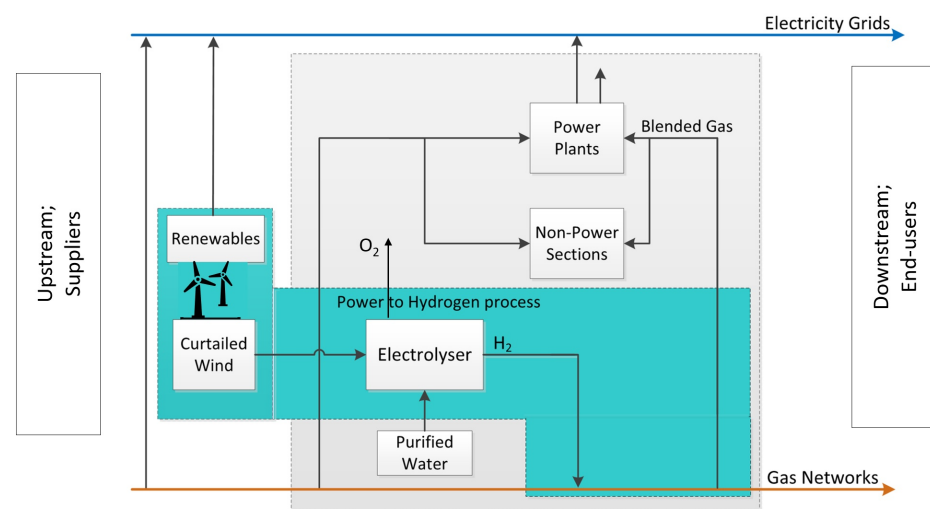 Electricity Grids
Upstream;
Suppliers
Power
Plants
Blended Gas
Downstream;
End-users
Renewables
Non-Power
Sections
O2
Power to Hydrogen process
Curtailed
Wind
Electrolyser
H2
Purified
Water
Gas Networks